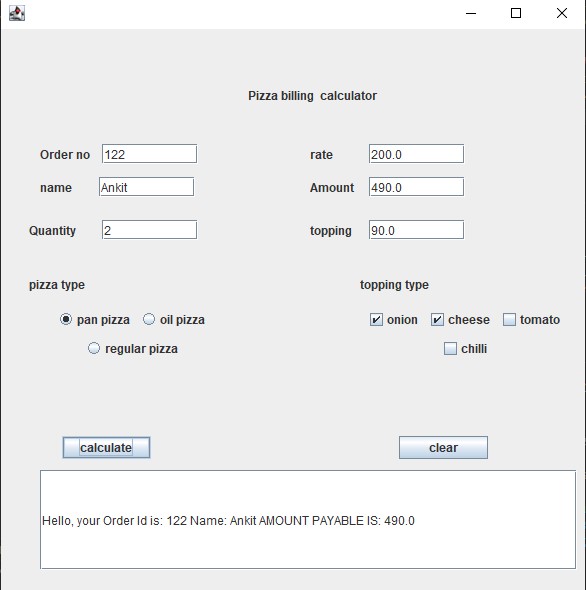 Pizza billing  calculator
Order no 122 rate 200.0
name Ankit Amount 490.0
Quantity 2 topping 90.0
pizza type topping type
pan pizza oil pizza onion cheese tomato
regular pizza chilli
calculate clear
Hello, your Order Id is: 122 Name: Ankit AMOUNT PAYABLE IS: 490.0